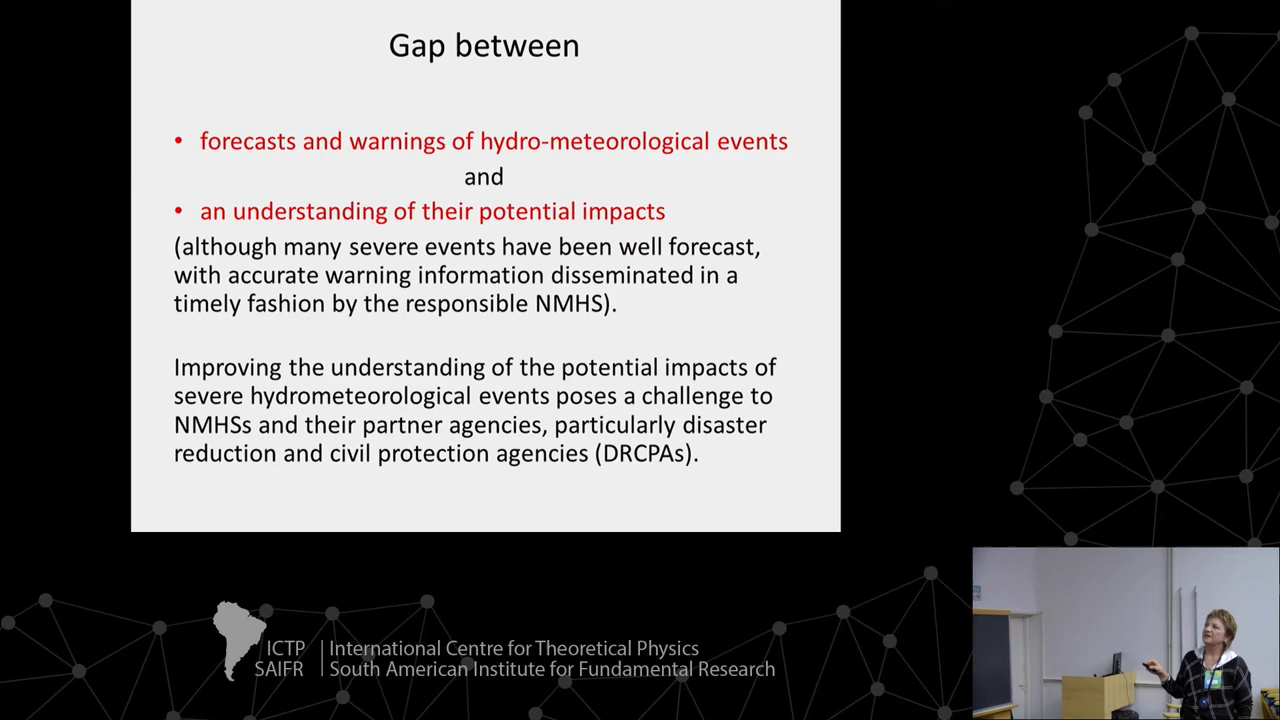 Gap between
• forecasts and warnings of hydro-meteorological events
and
• an understanding of their potential impacts
(although many severe events have been well forecast,
with accurate warning information disseminated in a
timely fashion by the responsible NMHS).
Improving the understanding of the potential impacts of
severe hydrometeorological events poses a challenge to
NMHSs and their partner agencies, particularly disaster
reduction and civil protection agencies (DRCPAs).
ICTP | International Centre for Theoretical Physics
SAIFR | South American Institute for Fundamental Research